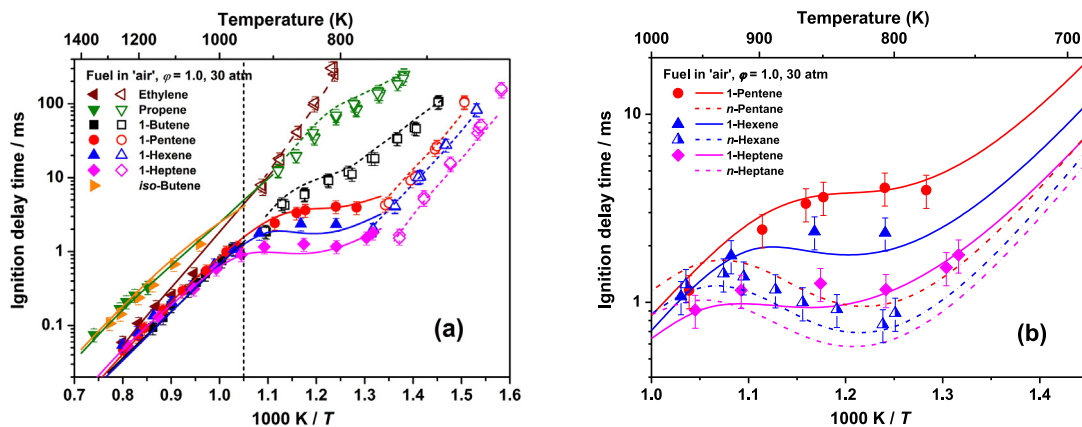 Temperature (K)
1400 1200 1000 800
Fuel in 'air', φ = 1.0, 30 atm
Ethylene
Propene
1-Butene
1-Pentene
1-Hexene
1-Heptene
iso-Butene
(a)
Ignition delay time / ms
100
10
1
0.1
0.7 0.8 0.9 1.0 1.1 1.2 1.3 1.4 1.5 1.6
1000 K / T
Temperature (K)
1000 900 800 700
Fuel in 'air', φ = 1.0, 30 atm
1-Pentene
n-Pentane
1-Hexene
n-Hexane
1-Heptene
n-Heptane
(b)
Ignition delay time / ms
10
1
1.0 1.1 1.2 1.3 1.4
1000 K / T